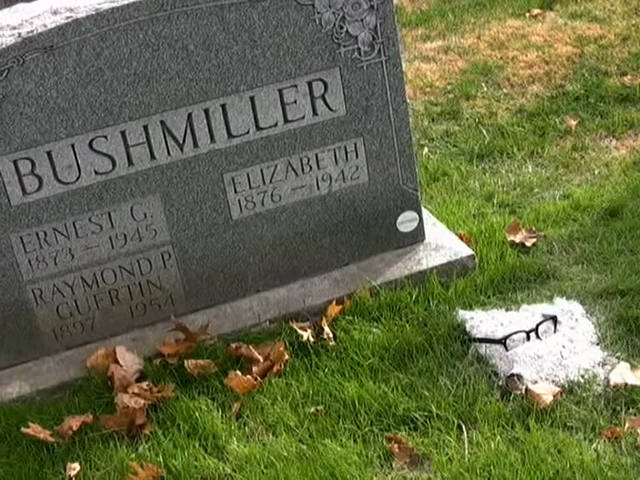 BUSHMILLER
ELIZABETH
1876 – 1942
ERNEST G.
1873 – 1945
RAYMOND P.
GUERTIN
1897 1954